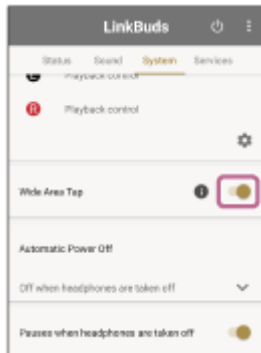 LinkBuds
Status Sound System Services
L Playback control
R Playback control
Wide Area Tap
Automatic Power Off
Off when headphones are taken off
Pauses when headphones are taken off